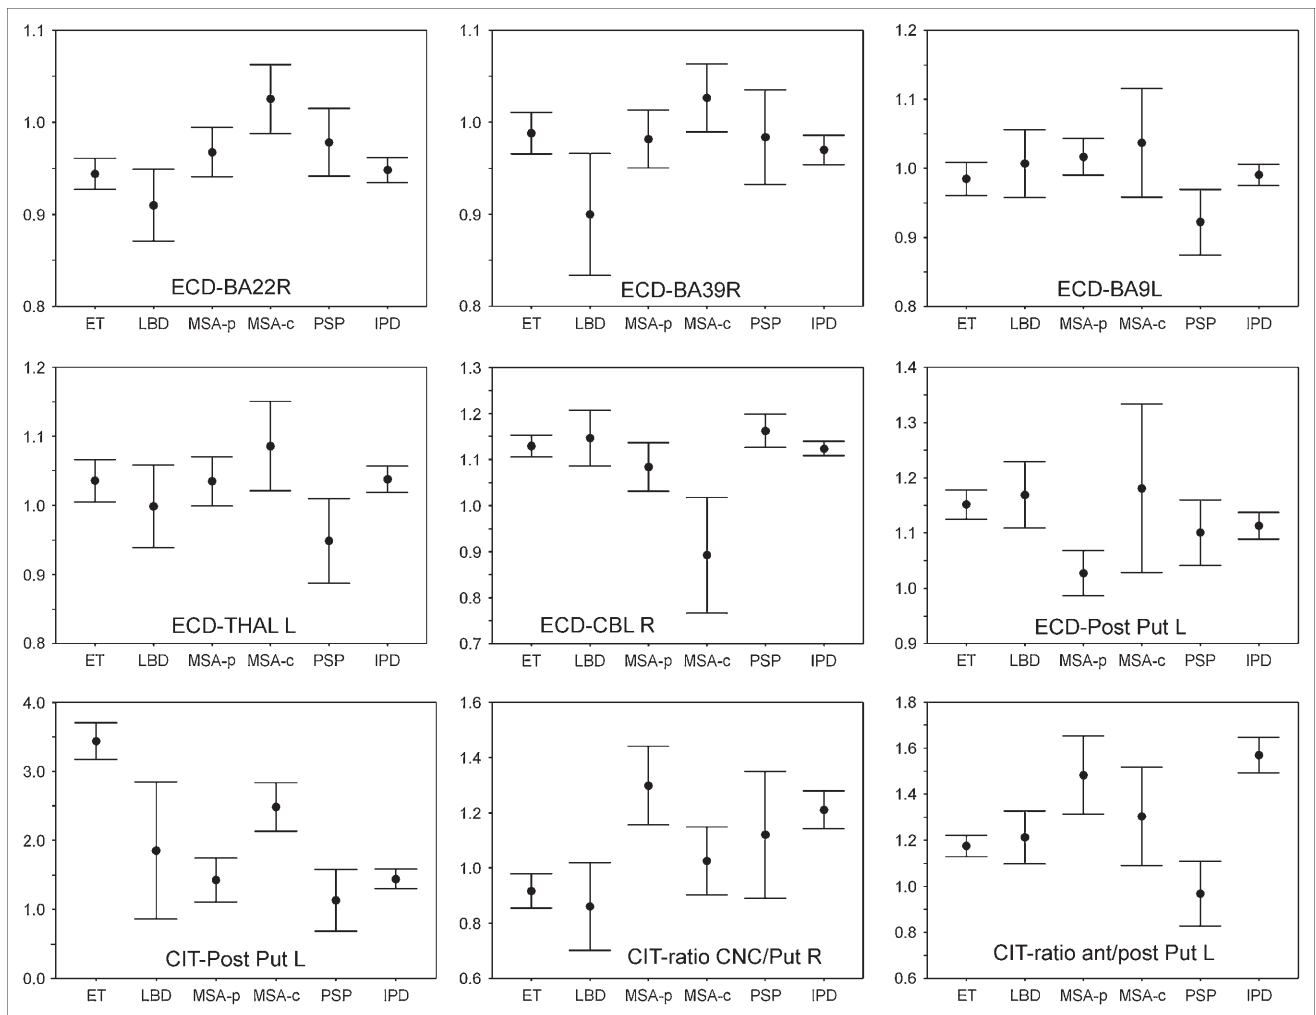 1.1
1.0
0.9
0.8
ECD-BA22R
ET LBD MSA-p MSA-c PSP IPD
1.1
1.0
0.9
0.8
ECD-BA39R
ET LBD MSA-p MSA-c PSP IPD
1.2
1.1
1.0
0.9
0.8
ECD-BA9L
ET LBD MSA-p MSA-c PSP IPD
1.2
1.1
1.0
0.9
0.8
ECD-THAL L
ET LBD MSA-p MSA-c PSP IPD
1.3
1.2
1.1
1.0
0.9
0.8
0.7
ECD-CBL R
ET LBD MSA-p MSA-c PSP IPD
1.4
1.3
1.2
1.1
1.0
0.9
ECD-Post Put L
ET LBD MSA-p MSA-c PSP IPD
4.0
3.0
2.0
1.0
0.0
CIT-Post Put L
ET LBD MSA-p MSA-c PSP IPD
1.6
1.4
1.2
1.0
0.8
0.6
CIT-ratio CNC/Put R
ET LBD MSA-p MSA-c PSP IPD
1.8
1.6
1.4
1.2
1.0
0.8
0.6
CIT-ratio ant/post Put L
ET LBD MSA-p MSA-c PSP IPD